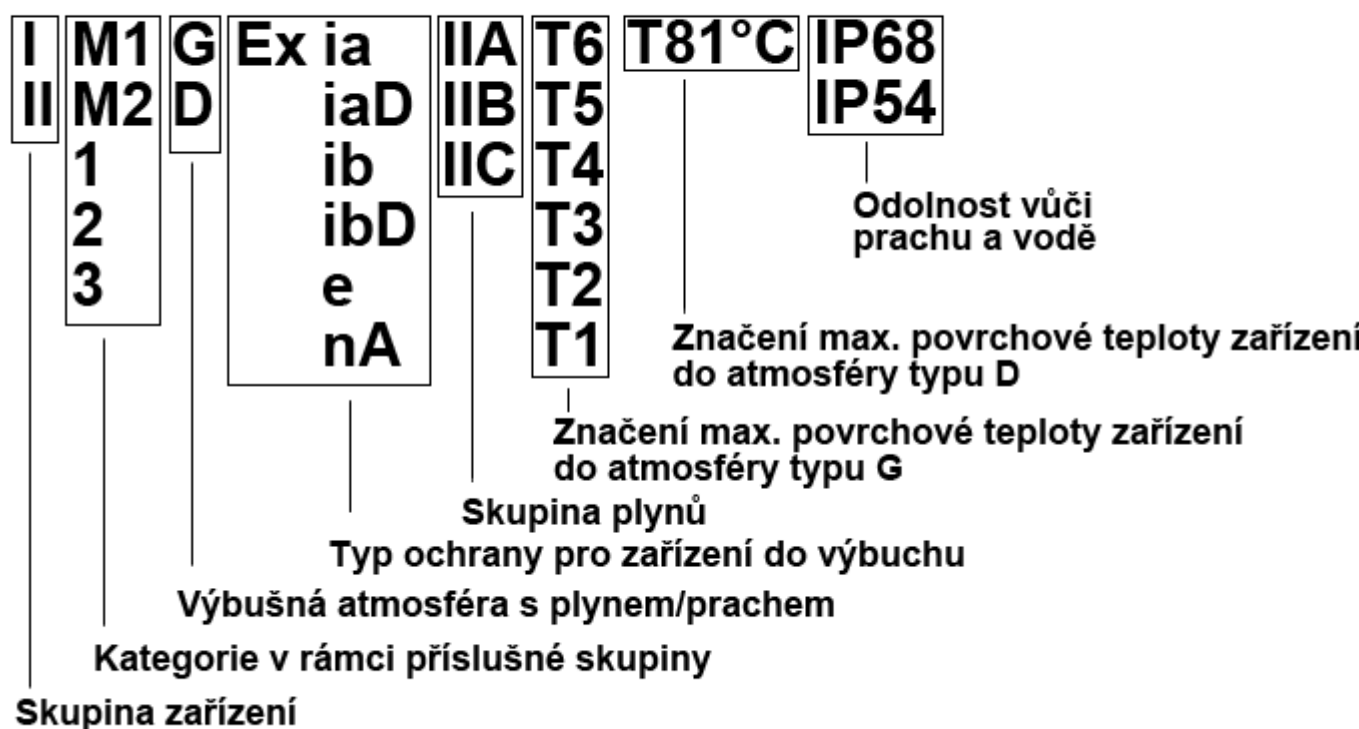 I M1 G Ex ia IIA T6 T81°C IP68
II M2 D iaD IIB T5 IP54
1 ib IIC T4
2 ibD T3
3 e T2
nA T1
Odolnost vůči
prachu a vodě
Značení max. povrchové teploty zařízení
do atmosféry typu D
Značení max. povrchové teploty zařízení
do atmosféry typu G
Skupina plynů
Typ ochrany pro zařízení do výbuchu
Výbušná atmosféra s plynem/prachem
Kategorie v rámci příslušné skupiny
Skupina zařízení